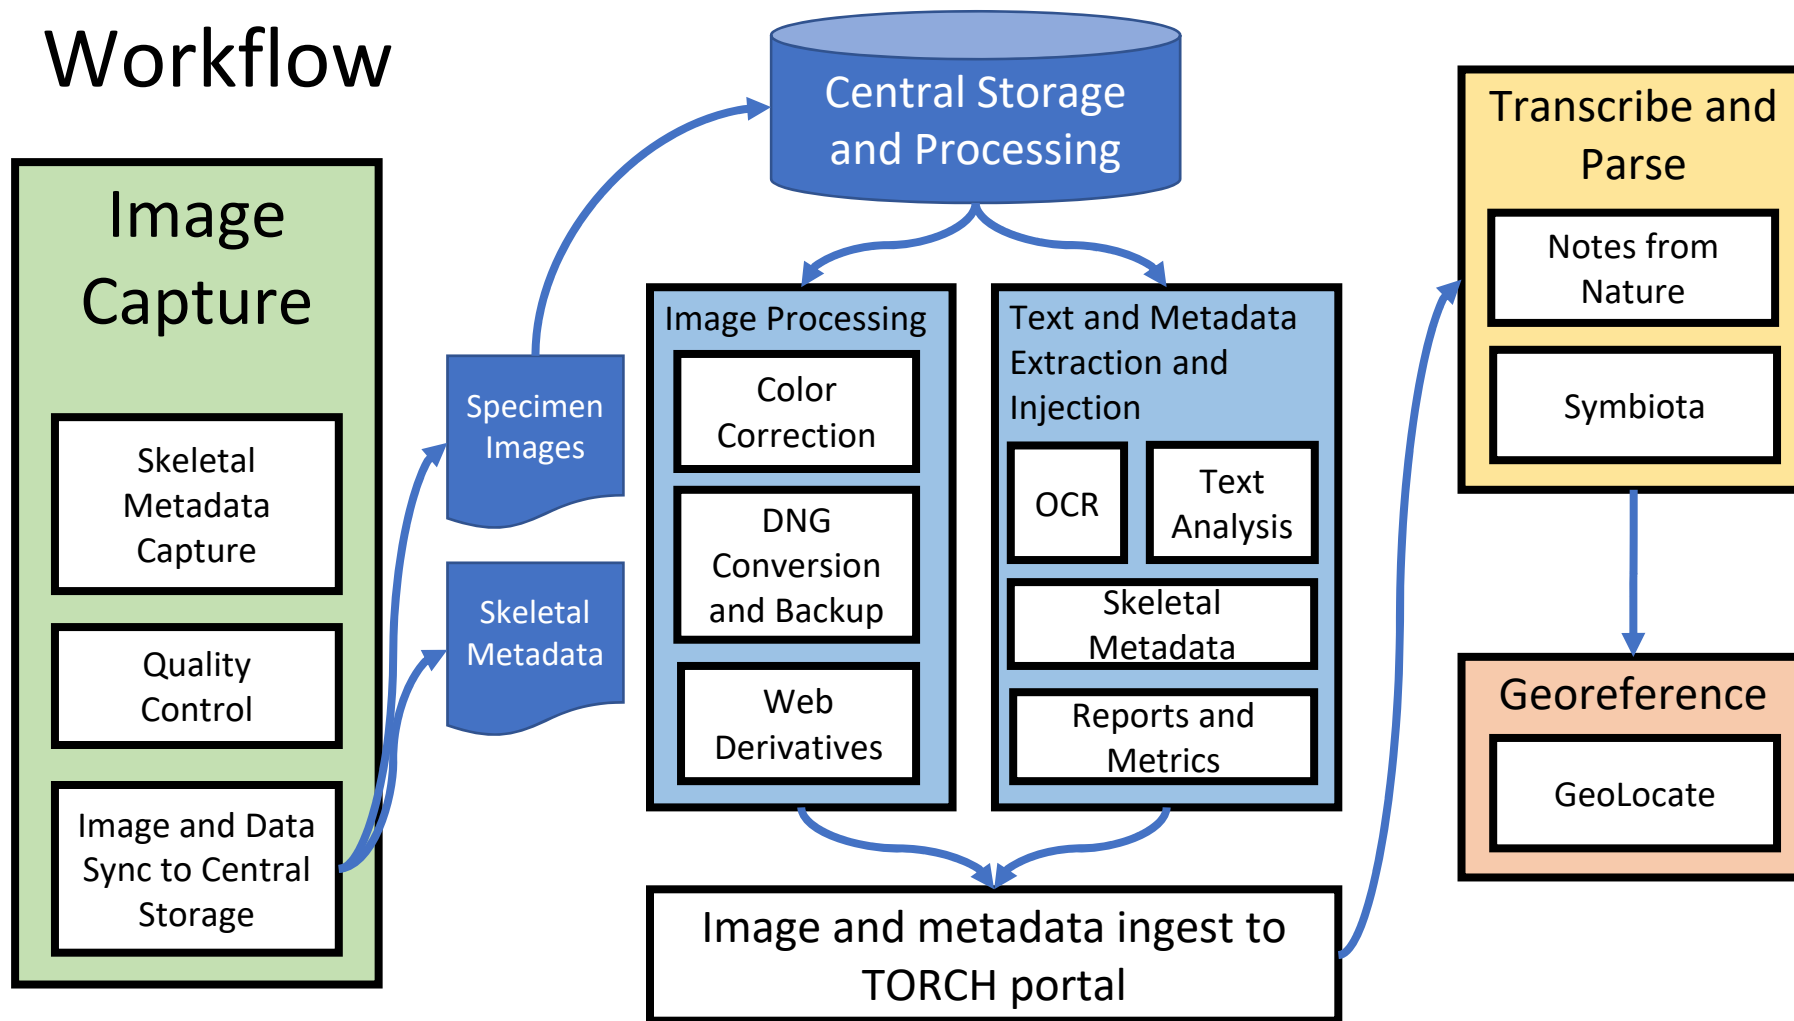 Workflow
Image
Capture
Skeletal
Metadata
Capture
Quality
Control
Image and Data
Sync to Central
Storage
Specimen
Images
Skeletal
Metadata
Central Storage
and Processing
Image Processing
Color
Correction
DNG
Conversion
and Backup
Web
Derivatives
Text and Metadata
Extraction and
Injection
OCR
Text
Analysis
Skeletal
Metadata
Reports and
Metrics
Image and metadata ingest to
TORCH portal
Transcribe and
Parse
Notes from
Nature
Symbiota
Georeference
GeoLocate